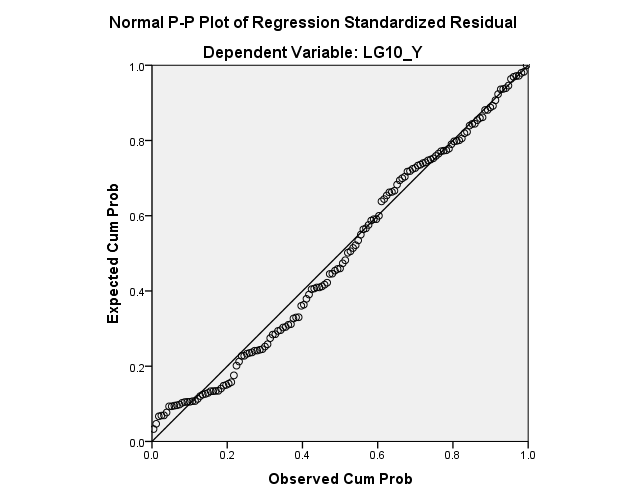 Normal P-P Plot of Regression Standardized Residual
Dependent Variable: LG10_Y
Expected Cum Prob
1.0
0.8
0.6
0.4
0.2
0.0
0.0 0.2 0.4 0.6 0.8 1.0
Observed Cum Prob